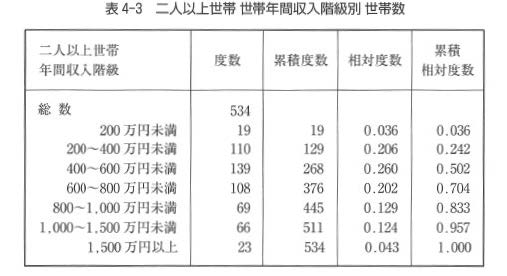 表 4-3　二人以上世帯 世帯年間収入階級別 世帯数
二人以上世帯
年間収入階級
度数
累積度数
相対度数
累積
相対度数
総 数 534
200 万円未満 19 19 0.036 0.036
200～400 万円未満 110 129 0.206 0.242
400～600 万円未満 139 268 0.260 0.502
600～800 万円未満 108 376 0.202 0.704
800～1,000 万円未満 69 445 0.129 0.833
1,000～1,500 万円未満 66 511 0.124 0.957
1,500 万円以上 23 534 0.043 1.000